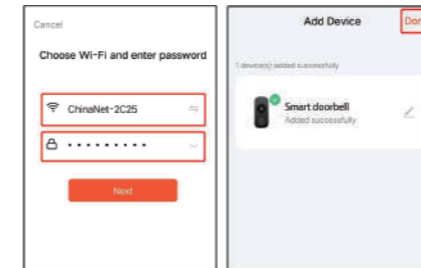 Cancel
Choose Wi-Fi and enter password
ChinaNet-2C25
Next
Add Device
Don
1 device(s) added successfully
Smart doorbell
Added successfully